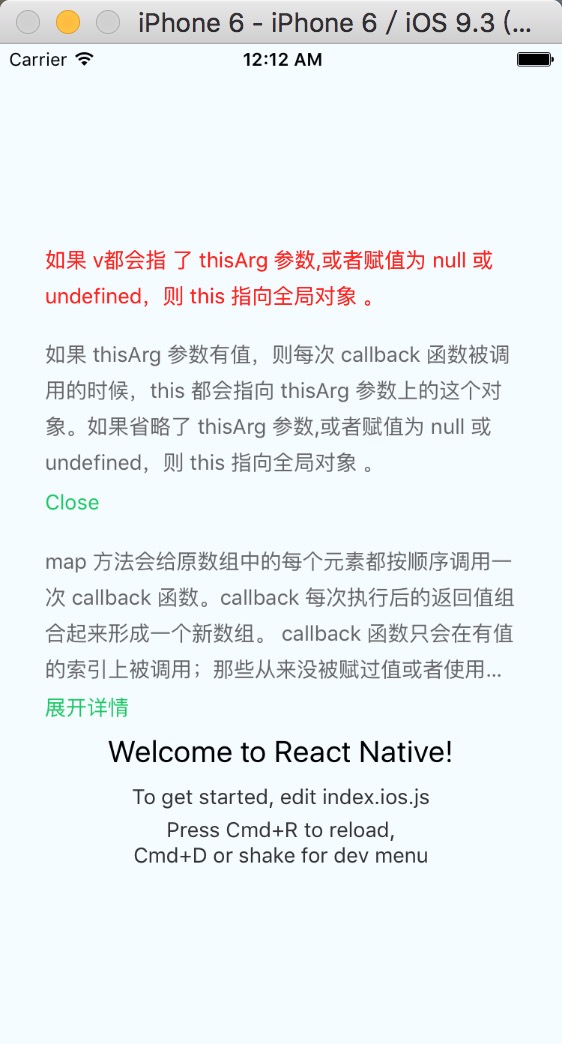 iPhone 6 - iPhone 6 / iOS 9.3 (...
Carrier 12:12 AM
如果 v都会指 了 thisArg 参数,或者赋值为 null 或
undefined，则 this 指向全局对象 。
如果 thisArg 参数有值，则每次 callback 函数被调
用的时候，this 都会指向 thisArg 参数上的这个对
象。如果省略了 thisArg 参数,或者赋值为 null 或
undefined，则 this 指向全局对象 。
Close
map 方法会给原数组中的每个元素都按顺序调用一
次 callback 函数。callback 每次执行后的返回值组
合起来形成一个新数组。 callback 函数只会在有值
的索引上被调用；那些从来没被赋过值或者使用...
展开详情
Welcome to React Native!
To get started, edit index.ios.js
Press Cmd+R to reload,
Cmd+D or shake for dev menu